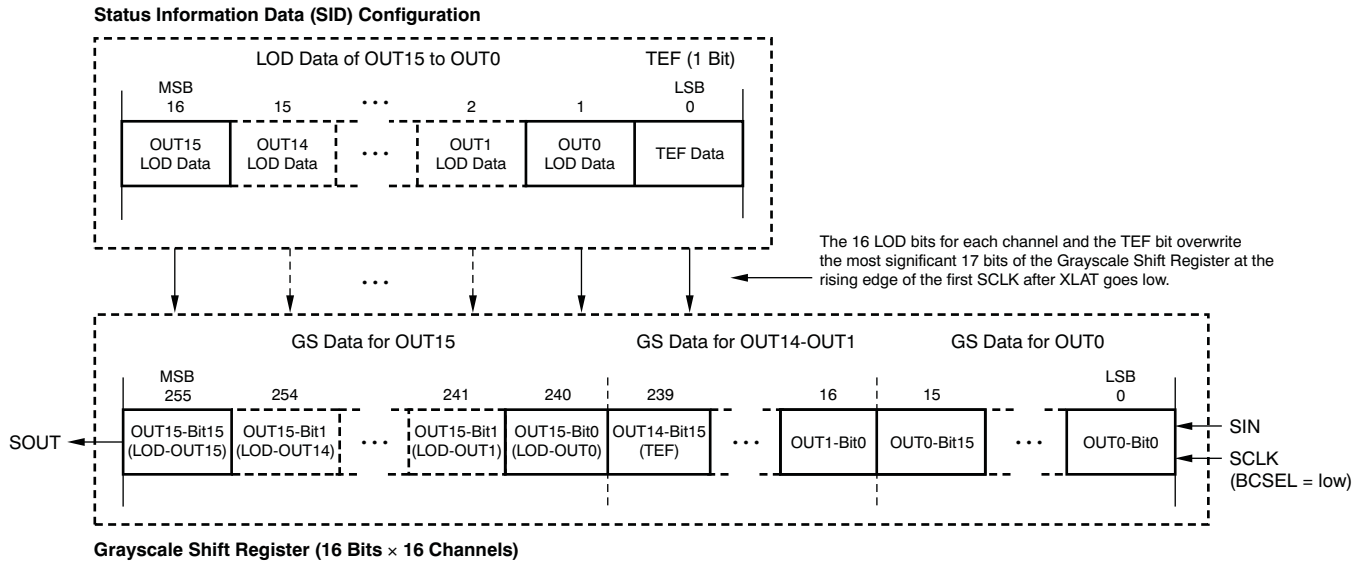 Status Information Data (SID) Configuration
LOD Data of OUT15 to OUT0
TEF (1 Bit)
MSB
LSB
16
15
• • •
2
1
0
OUT15
LOD Data
OUT14
LOD Data
• • •
OUT1
LOD Data
OUT0
LOD Data
TEF Data
The 16 LOD bits for each channel and the TEF bit overwrite
the most significant 17 bits of the Grayscale Shift Register at the
rising edge of the first SCLK after XLAT goes low.
• • •
GS Data for OUT15
GS Data for OUT14-OUT1
GS Data for OUT0
MSB
LSB
255
254
241
240
239
16
15
0
SOUT
OUT15-Bit15
(LOD-OUT15)
OUT15-Bit1
(LOD-OUT14)
• • •
OUT15-Bit1
(LOD-OUT1)
OUT15-Bit0
(LOD-OUT0)
OUT14-Bit15
(TEF)
• • •
OUT1-Bit0
OUT0-Bit15
• • •
OUT0-Bit0
SIN
SCLK
(BCSEL = low)
Grayscale Shift Register (16 Bits × 16 Channels)